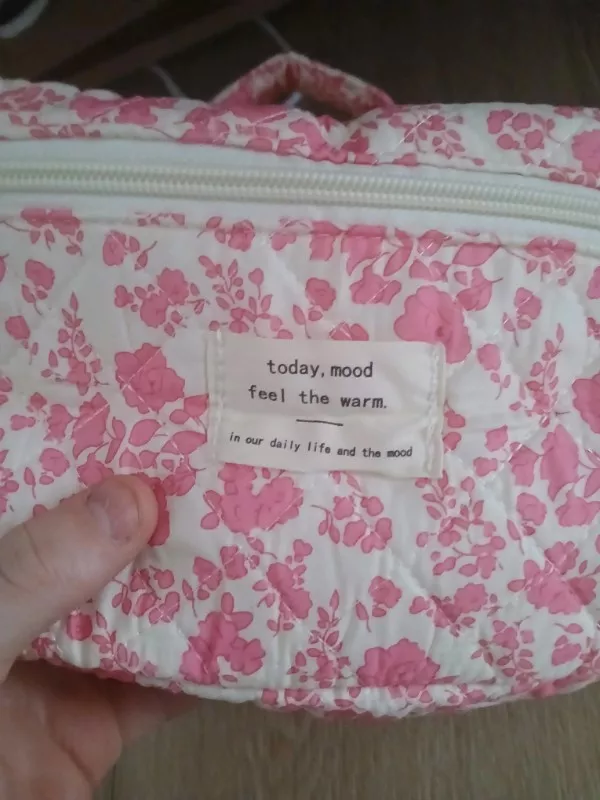 today,mood
feel the warm.
in our daily life and the mood